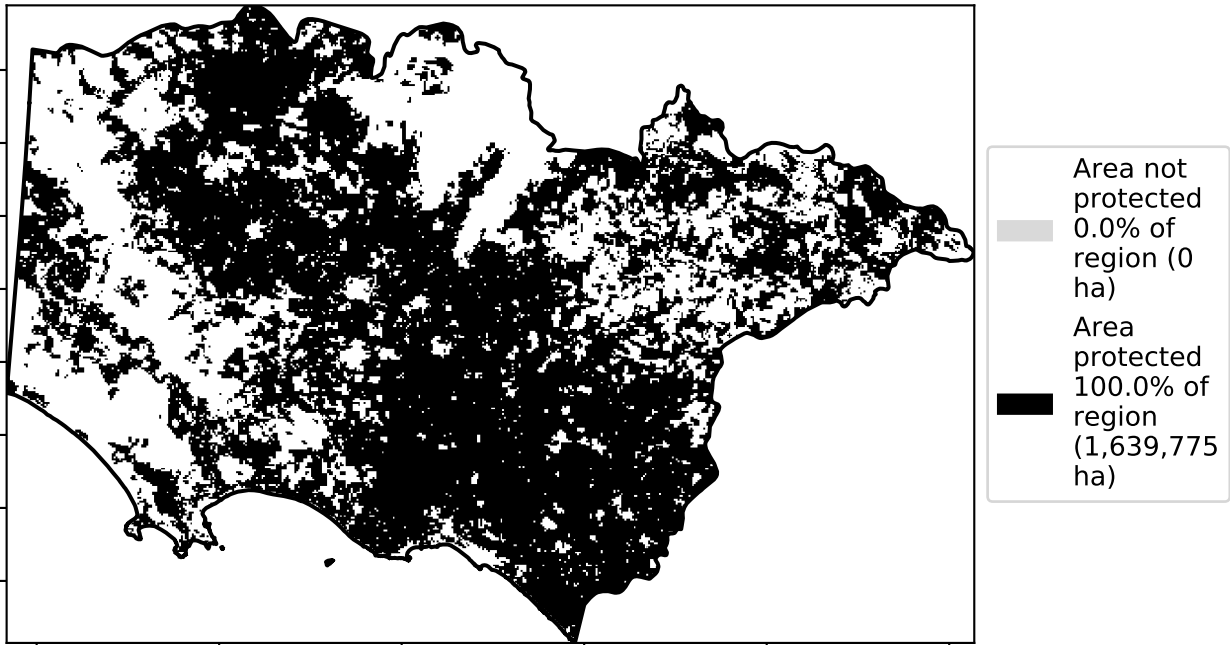 Area not
protected
0.0% of
region (0
ha)
Area
protected
100.0% of
region
(1,639,775
ha)